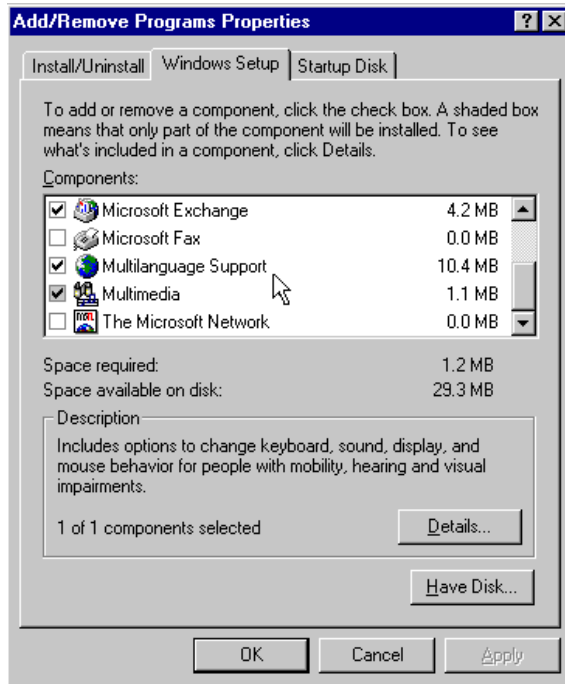 Add/Remove Programs Properties
Install/Uninstall Windows Setup Startup Disk
To add or remove a component, click the check box. A shaded box
means that only part of the component will be installed. To see
what's included in a component, click Details.
Components:
Microsoft Exchange 4.2 MB
Microsoft Fax 0.0 MB
Multilanguage Support 10.4 MB
Multimedia 1.1 MB
The Microsoft Network 0.0 MB
Space required: 1.2 MB
Space available on disk: 29.3 MB
Description
Includes options to change keyboard, sound, display, and
mouse behavior for people with mobility, hearing and visual
impairments.
1 of 1 components selected Details...
Have Disk...
OK Cancel Apply